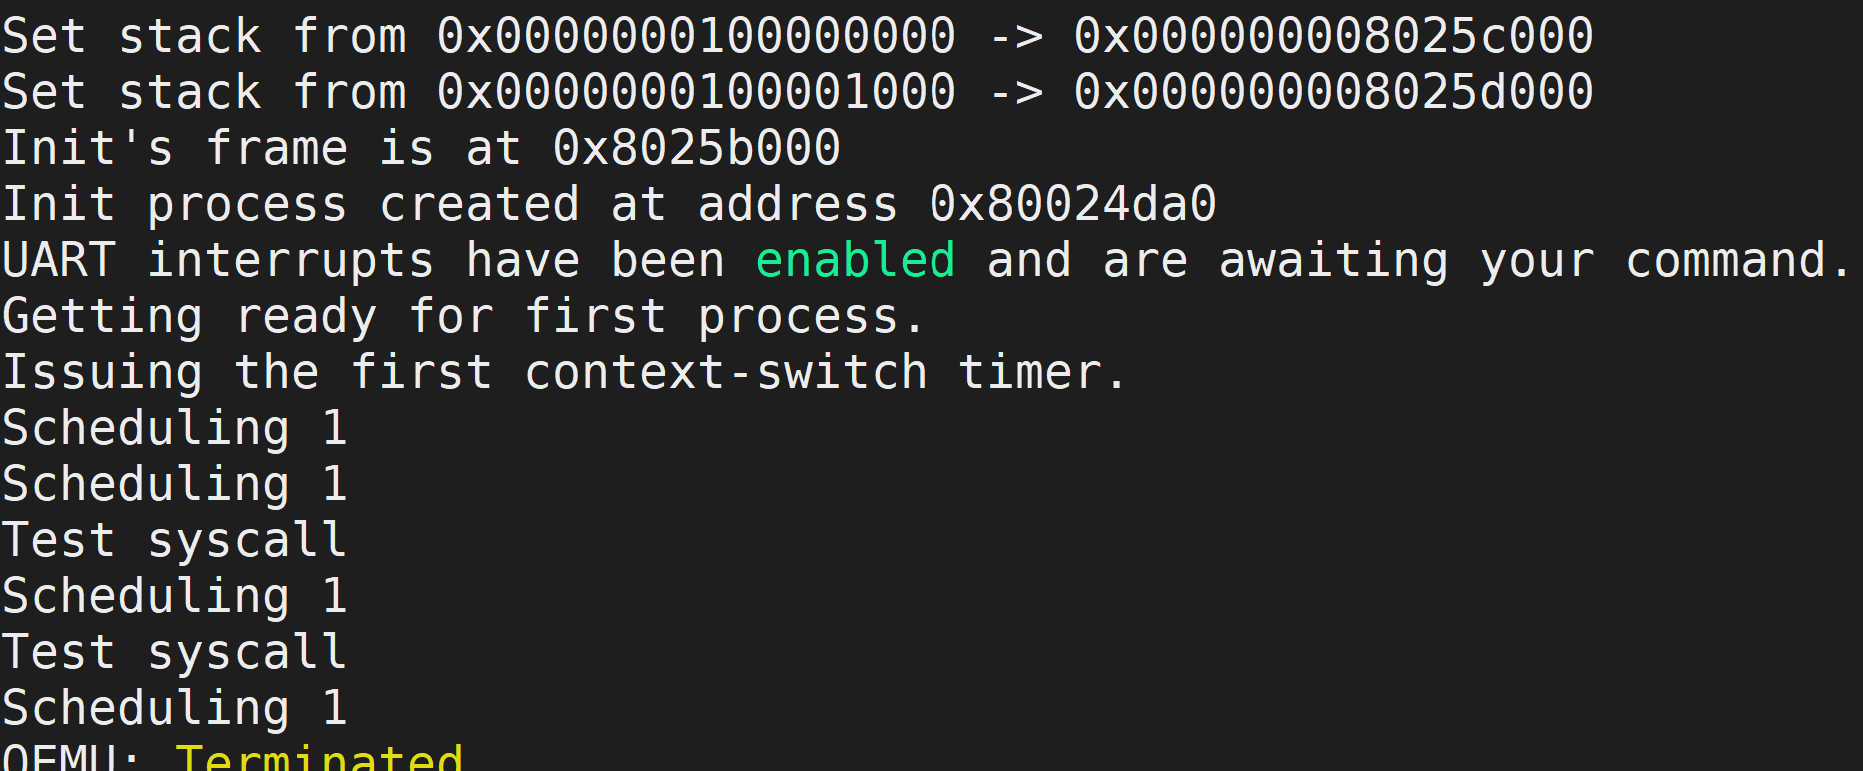 Set stack from 0x0000000100000000 -> 0x000000008025c000
Set stack from 0x0000000100001000 -> 0x000000008025d000
Init's frame is at 0x8025b000
Init process created at address 0x80024da0
UART interrupts have been enabled and are awaiting your command.
Getting ready for first process.
Issuing the first context-switch timer.
Scheduling 1
Scheduling 1
Test syscall
Scheduling 1
Test syscall
Scheduling 1
QEMU: Terminated